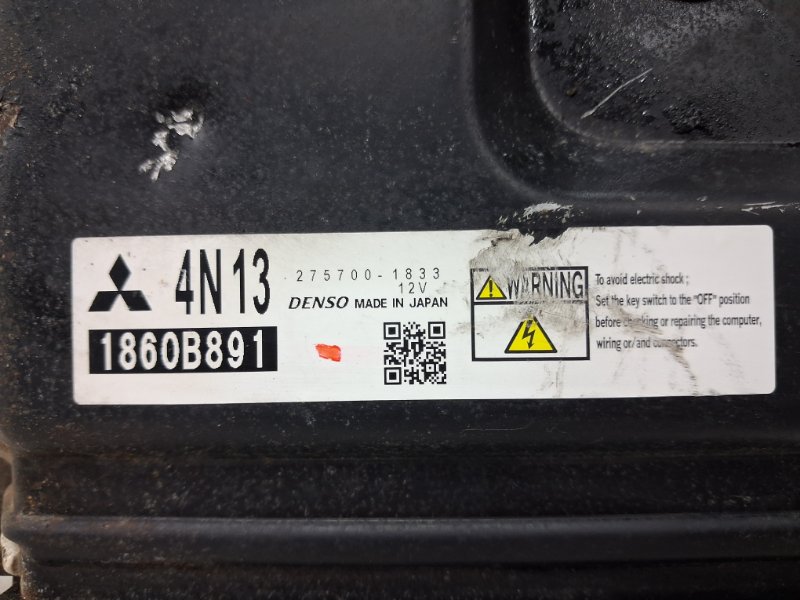 4N13
275700-1833
12V
DENSO MADE IN JAPAN
1860B891
WARNING
To avoid electric shock ;
Set the key switch to the "OFF" position
before checking or repairing the computer,
wiring or/and connectors.